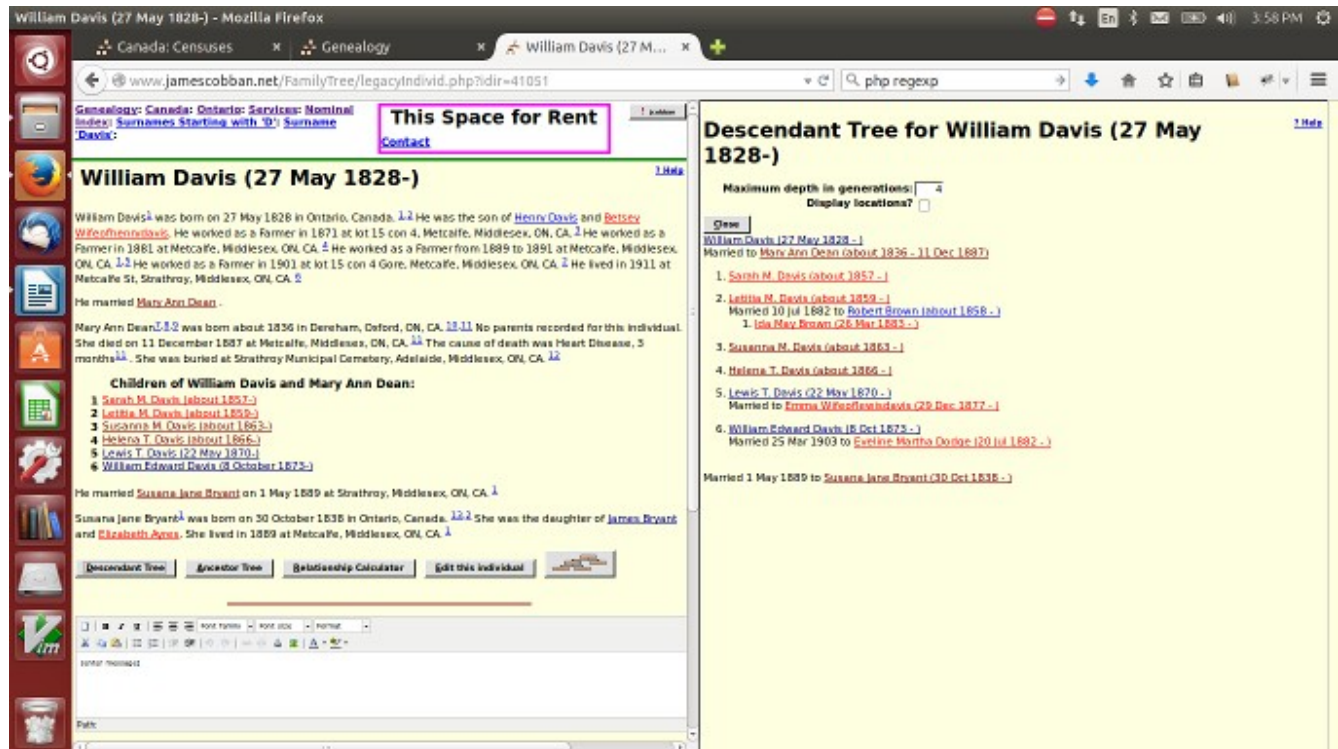 William Davis (27 May 1828-) - Mozilla Firefox
En
3:58 PM
Canada: Censuses
Genealogy
William Davis (27 M...
www.jamescobban.net/FamilyTree/legacyIndivid.php?idir=41051
php regexp
Genealogy: Canada: Ontario: Services: Nominal
Index: Surnames Starting with 'D': Surname
'Davis':
This Space for Rent
Contact
? Help
William Davis (27 May 1828-)
William Davis1 was born on 27 May 1828 in Ontario, Canada. 1,2 He was the son of Henry Davis and Betsey
Wifeofhenrydavis. He worked as a Farmer in 1871 at lot 15 con 4, Metcalfe, Middlesex, ON, CA. 3 He worked as a
Farmer in 1881 at Metcalfe, Middlesex, ON, CA. 4 He worked as a Farmer from 1889 to 1891 at Metcalfe, Middlesex,
ON, CA. He worked as a Farmer in 1901 at lot 15 con 4 Gore, Metcalfe, Middlesex, ON, CA. He lived in 1911 at
Metcalfe St, Strathroy, Middlesex, ON, CA.
He married Mary Ann Dean .
Mary Ann Dean was born about 1836 in Dereham, Oxford, ON, CA. No parents recorded for this individual.
She died on 11 December 1887 at Metcalfe, Middlesex, ON, CA. 11 The cause of death was Heart Disease, 3
months11 . She was buried at Strathroy Municipal Cemetery, Adelaide, Middlesex, ON, CA. 12
Children of William Davis and Mary Ann Dean:
1 Sarah M. Davis (about 1857-)
2 Letitia M. Davis (about 1859-)
3 Susanna M. Davis (about 1863-)
4 Helena T. Davis (about 1866-)
5 Lewis T. Davis (22 May 1870-)
6 William Edward Davis (8 October 1873-)
He married Susana Jane Bryant on 1 May 1889 at Strathroy, Middlesex, ON, CA. 1
Susana Jane Bryant1 was born on 30 October 1838 in Ontario, Canada. She was the daughter of James Bryant
and Elizabeth Ayres. She lived in 1889 at Metcalfe, Middlesex, ON, CA. 1
Descendant Tree
Ancestor Tree
Relationship Calculator
Edit this individual
Font family
Font size
Format
Path:
Descendant Tree for William Davis (27 May
1828-)
? Help
Maximum depth in generations: 4
Display locations?
Close
William Davis (27 May 1828 - )
Married to Mary Ann Dean (about 1836 - 11 Dec 1887)
1. Sarah M. Davis (about 1857 - )
2. Letitia M. Davis (about 1859 - )
Married 10 Jul 1882 to Robert Brown (about 1858 - )
1. Ida May Brown (26 Mar 1883 - )
3. Susanna M. Davis (about 1863 - )
4. Helena T. Davis (about 1866 - )
5. Lewis T. Davis (22 May 1870 - )
Married to Emma Wifeoflewisdavis (29 Dec 1877 - )
6. William Edward Davis (8 Oct 1873 - )
Married 25 Mar 1903 to Eveline Martha Dodge (20 Jul 1882 - )
Married 1 May 1889 to Susana Jane Bryant (30 Oct 1838 - )